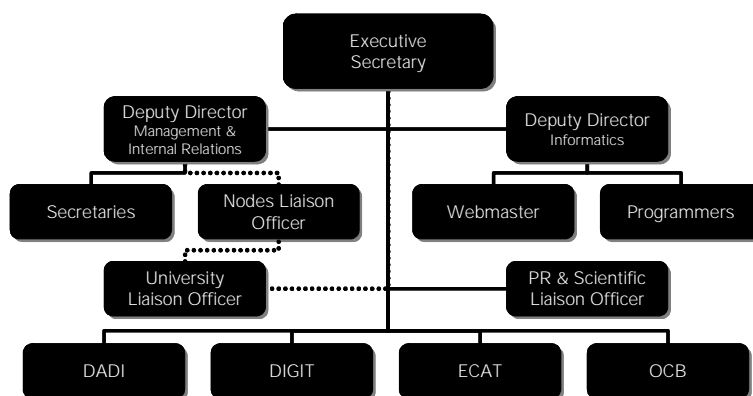 Executive
Secretary
Deputy Director
Management &
Internal Relations
Deputy Director
Informatics
Secretaries
Nodes Liaison
Officer
Webmaster
Programmers
University
Liaison Officer
PR & Scientific
Liaison Officer
DADI
DIGIT
ECAT
OCB